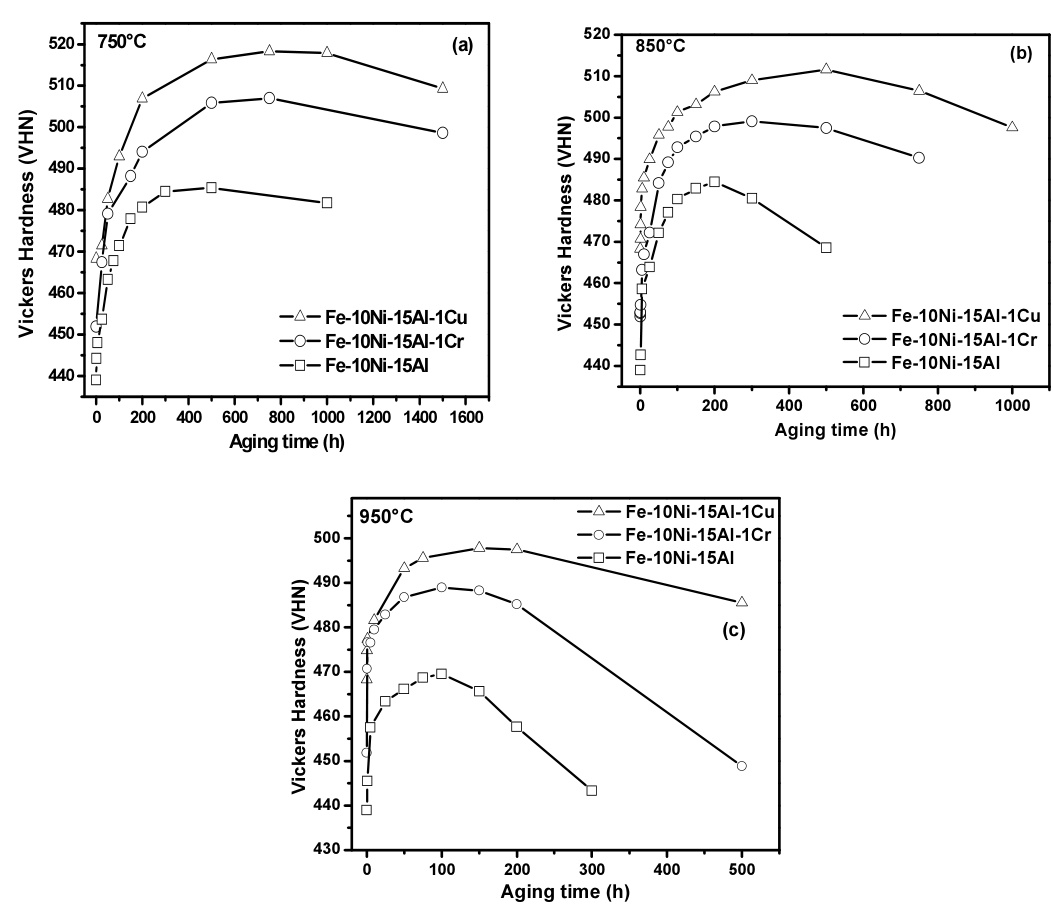 750°C
(a)
520
510
500
490
480
470
460
450
440
Vickers Hardness (VHN)
Fe-10Ni-15Al-1Cu
Fe-10Ni-15Al-1Cr
Fe-10Ni-15Al
0 200 400 600 800 1000 1200 1400 1600
Aging time (h)
850°C
(b)
520
510
500
490
480
470
460
450
440
Vickers Hardness (VHN)
Fe-10Ni-15Al-1Cu
Fe-10Ni-15Al-1Cr
Fe-10Ni-15Al
0 200 400 600 800 1000
Aging time (h)
950°C
Fe-10Ni-15Al-1Cu
Fe-10Ni-15Al-1Cr
Fe-10Ni-15Al
(c)
500
490
480
470
460
450
440
430
Vickers Hardness (VHN)
0 100 200 300 400 500
Aging time (h)